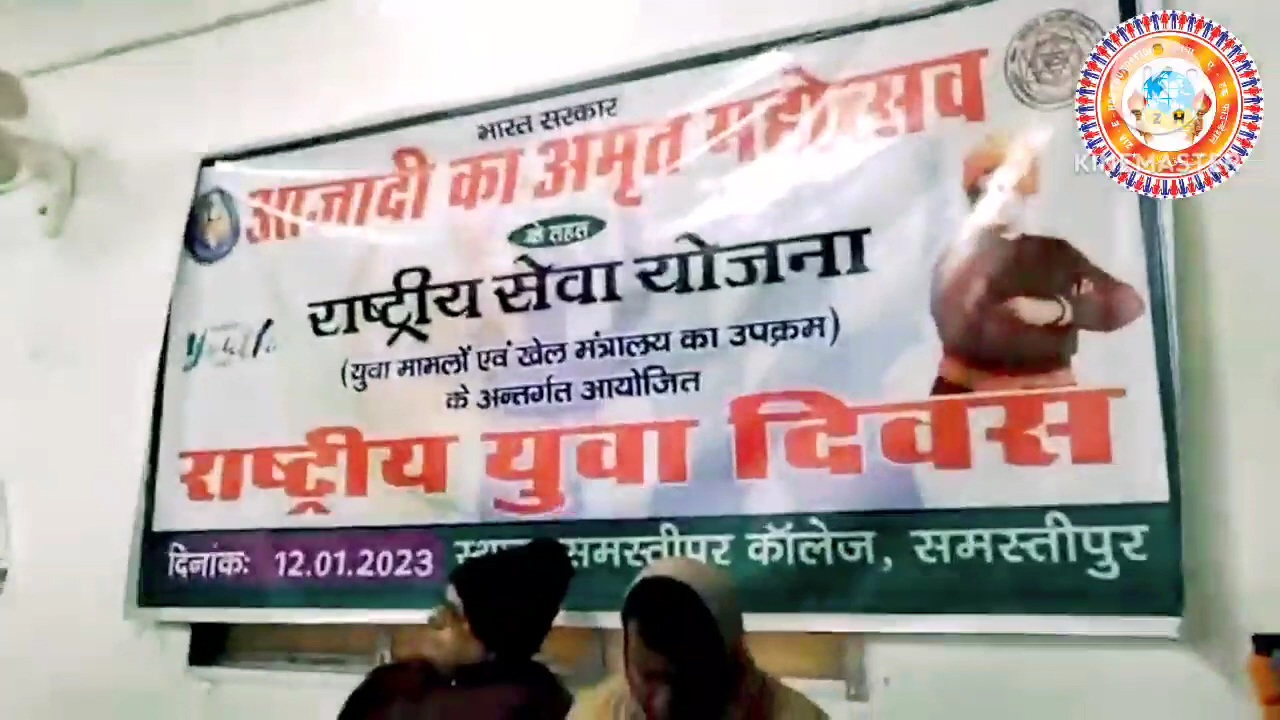 भारत सरकार
आजादी का अमृत महोत्सव
के तहत
राष्ट्रीय सेवा योजना
(युवा मामलों एवं खेल मंत्रालय का उपक्रम)
के अन्तर्गत आयोजित
राष्ट्रीय युवा दिवस
दिनांक: 12.01.2023 समस्तीपुर कॉलेज, समस्तीपुर
KINEMASTER